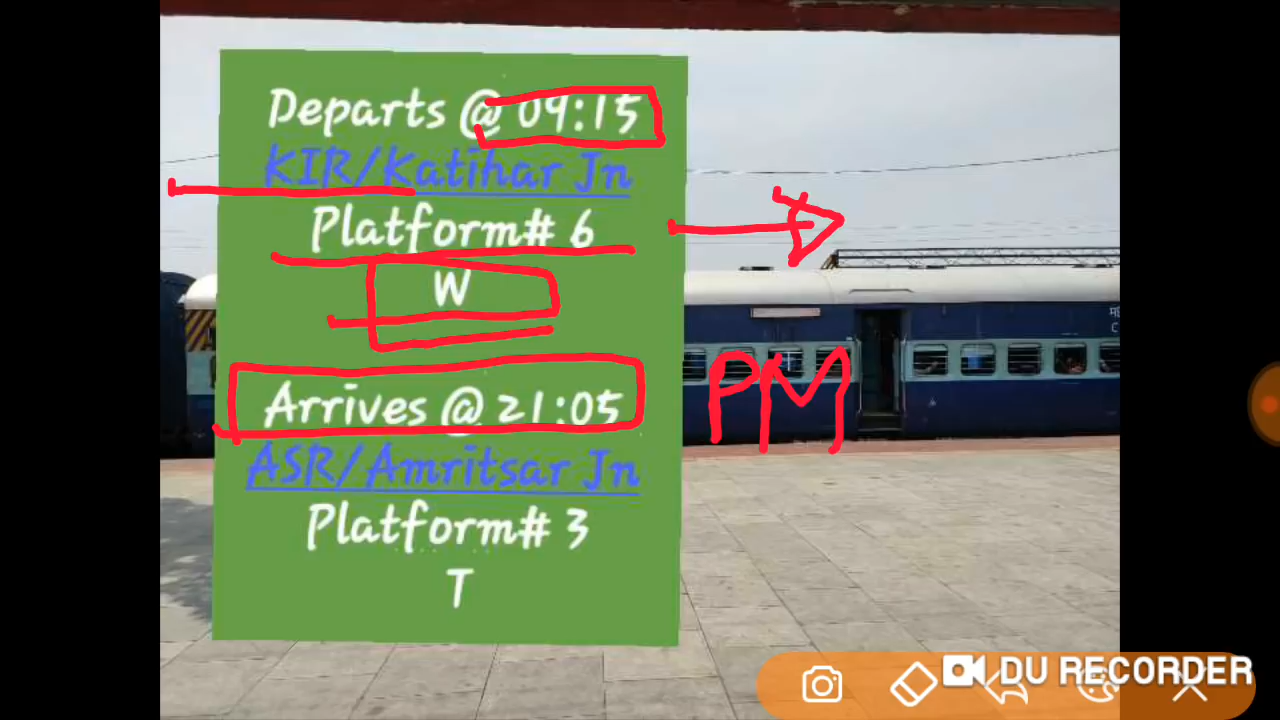 Departs @ 09:15
KIR/Katihar Jn
Platform# 6
W
Arrives @ 21:05
PM
ASR/Amritsar Jn
Platform# 3
T
DU RECORDER